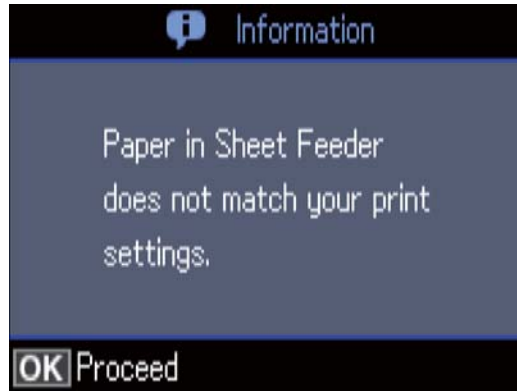 Information
Paper in Sheet Feeder
does not match your print
settings.
OK Proceed